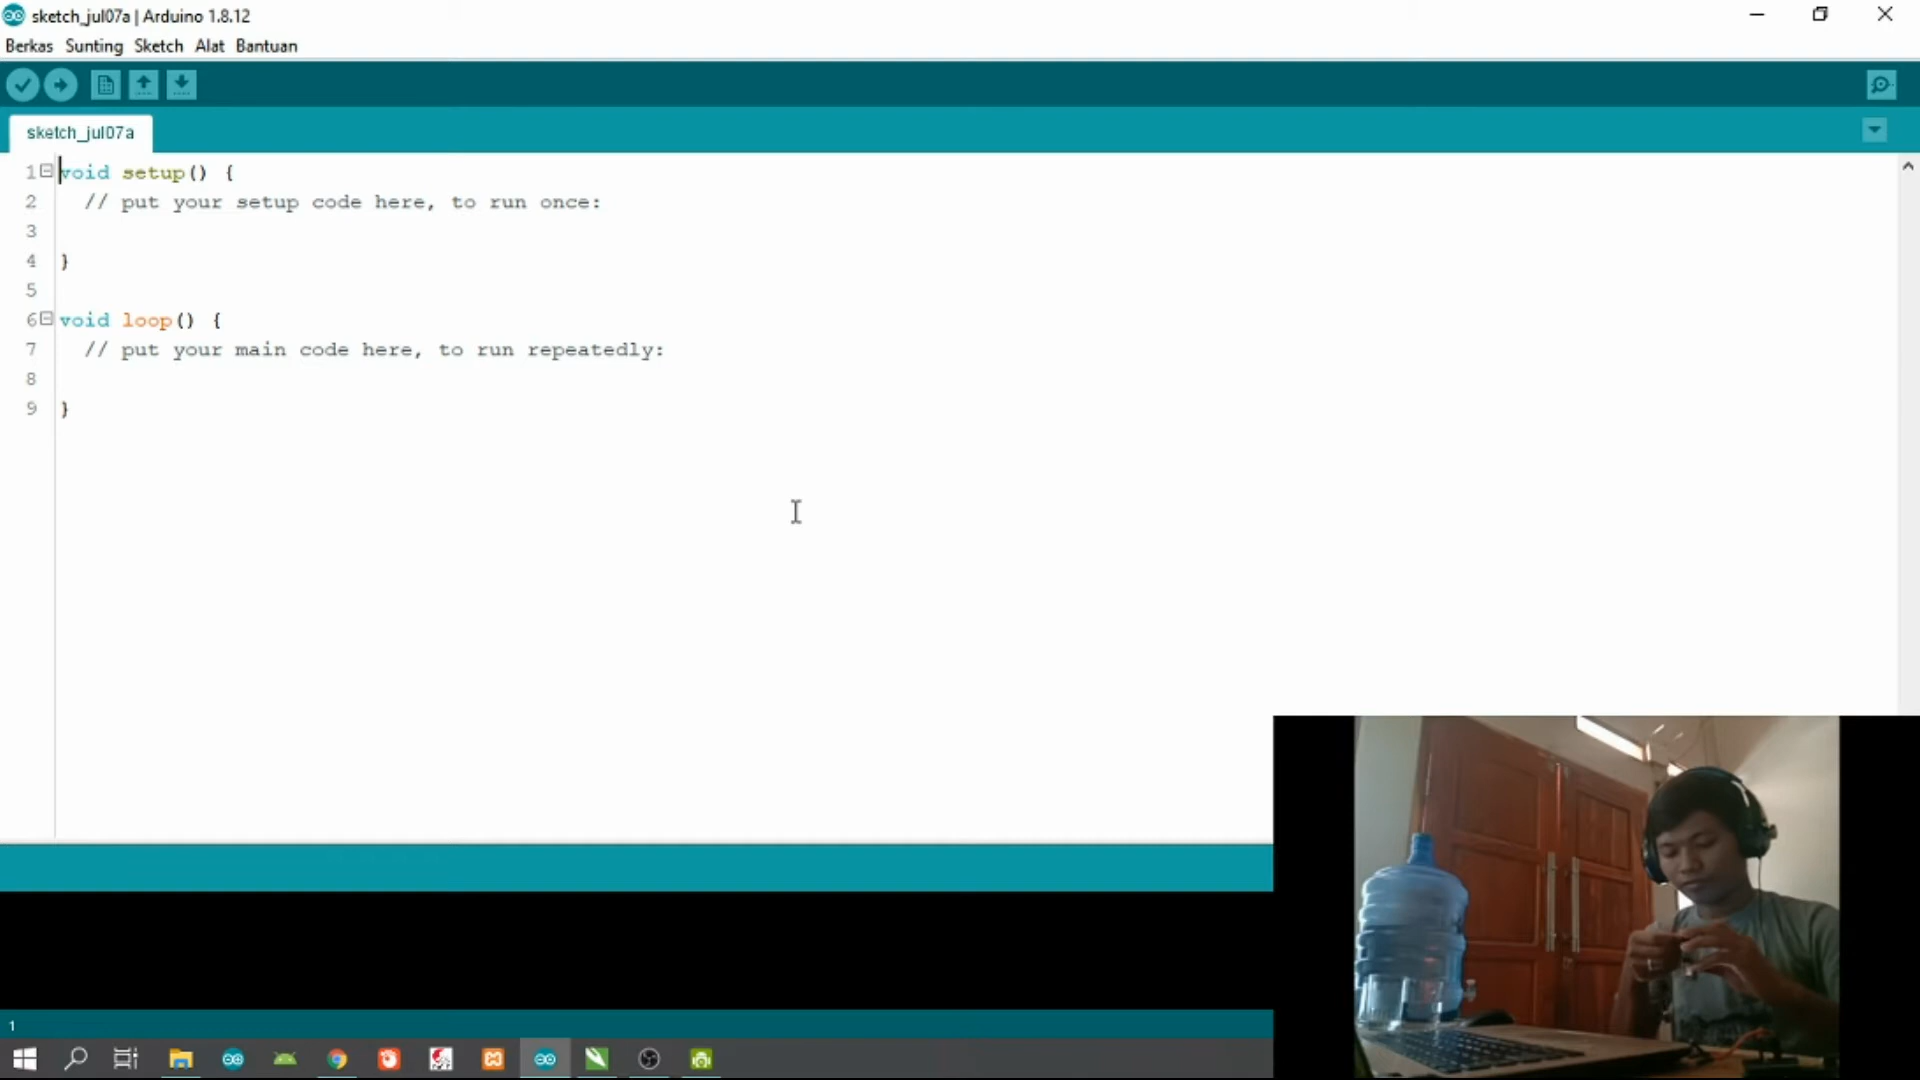 sketch_jul07a | Arduino 1.8.12
Berkas Sunting Sketch Alat Bantuan
sketch_jul07a
1 void setup() {
2 // put your setup code here, to run once:
3
4 }
5
6 void loop() {
7 // put your main code here, to run repeatedly:
8
9 }
1